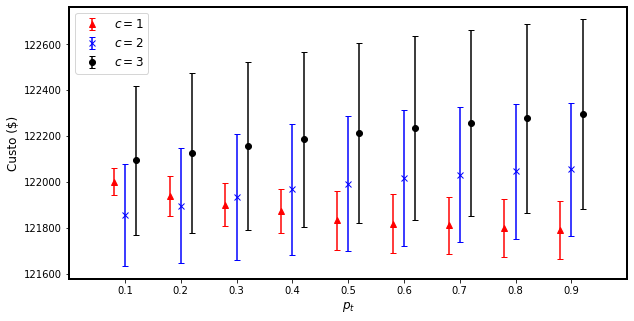 c = 1
c = 2
c = 3
Custo ($)
122600
122400
122200
122000
121800
121600
0.1 0.2 0.3 0.4 0.5 0.6 0.7 0.8 0.9
p_t